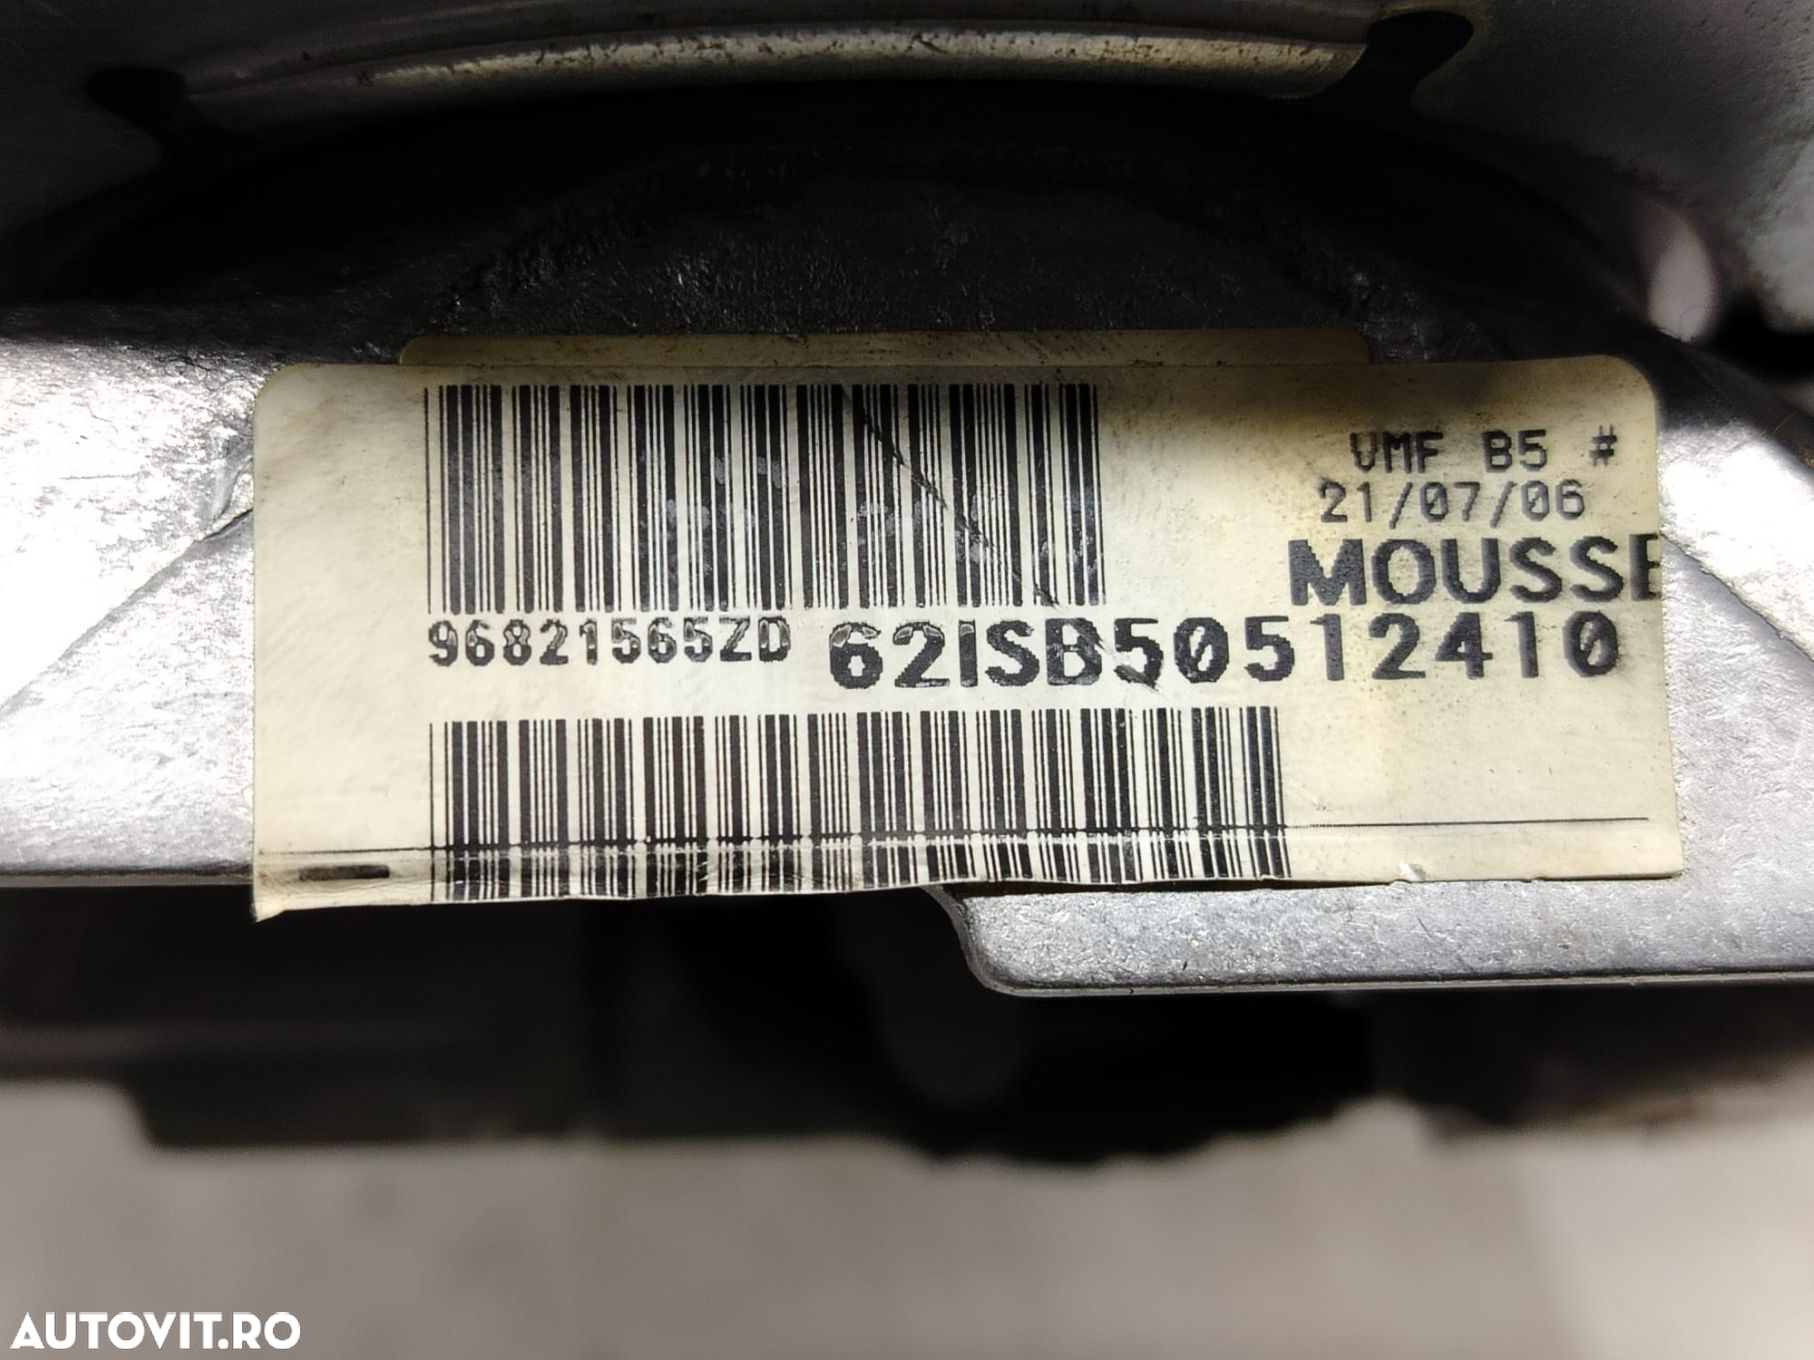 VMF B5 #
21/07/06
MOUSSE
96821565ZD 62ISB50512410
AUTOVIT.RO